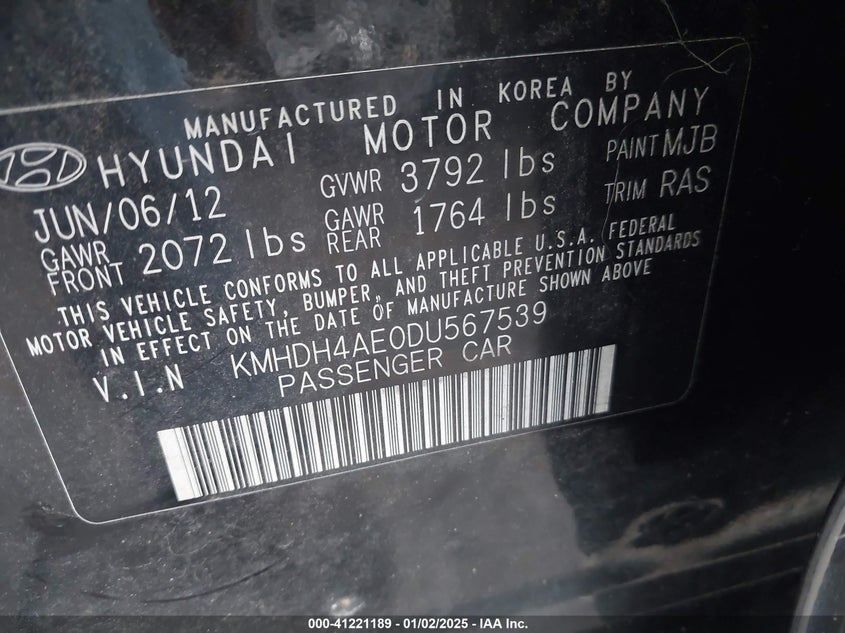 MANUFACTURED IN KOREA BY
HYUNDAI MOTOR COMPANY
JUN/06/12 GVWR 3792 lbs PAINT MJB
GAWR FRONT 2072 lbs GAWR REAR 1764 lbs TRIM RAS
THIS VEHICLE CONFORMS TO ALL APPLICABLE U.S.A. FEDERAL
MOTOR VEHICLE SAFETY, BUMPER, AND THEFT PREVENTION STANDARDS
IN EFFECT ON THE DATE OF MANUFACTURE SHOWN ABOVE
V.I.N KMHDH4AE0DU567539
PASSENGER CAR
000-41221189 - 01/02/2025 - IAA Inc.